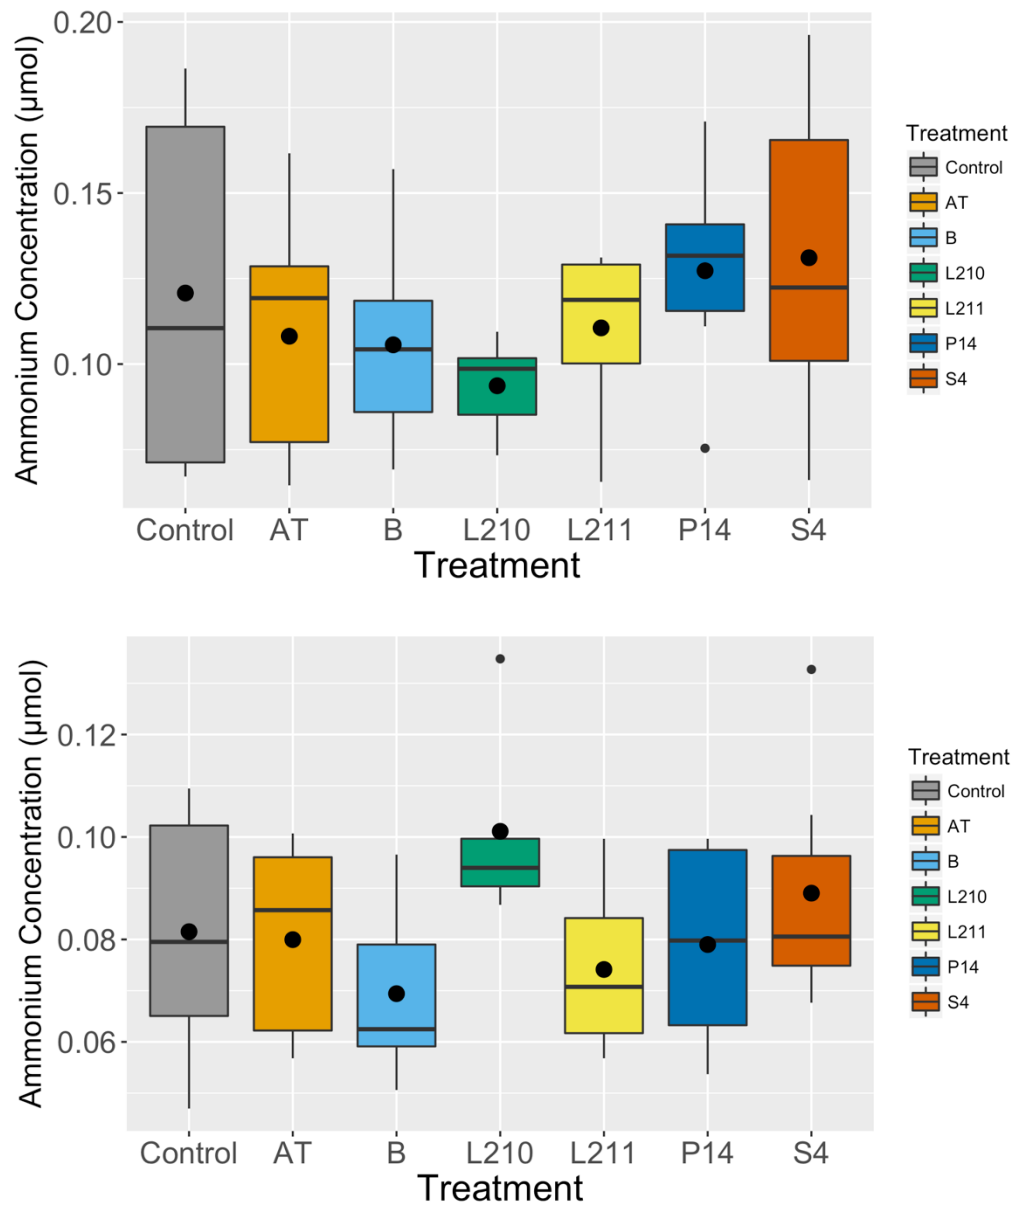 Ammonium Concentration (µmol)
0.20
0.15
0.10
Control AT B L210 L211 P14 S4
Treatment
Treatment
Control
AT
B
L210
L211
P14
S4
Ammonium Concentration (µmol)
0.12
0.10
0.08
0.06
Control AT B L210 L211 P14 S4
Treatment
Treatment
Control
AT
B
L210
L211
P14
S4